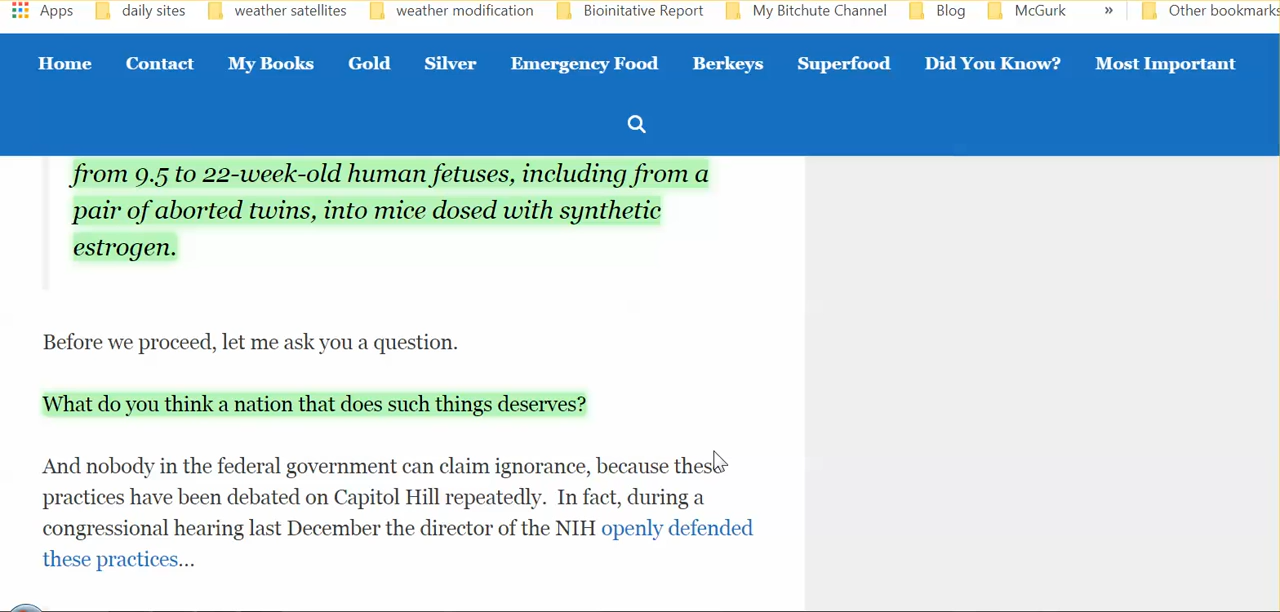 Apps daily sites weather satellites weather modification Bioinitative Report My Bitchute Channel Blog McGurk » Other bookmarks
Home Contact My Books Gold Silver Emergency Food Berkeys Superfood Did You Know? Most Important
from 9.5 to 22-week-old human fetuses, including from a
pair of aborted twins, into mice dosed with synthetic
estrogen.
Before we proceed, let me ask you a question.
What do you think a nation that does such things deserves?
And nobody in the federal government can claim ignorance, because these
practices have been debated on Capitol Hill repeatedly. In fact, during a
congressional hearing last December the director of the NIH openly defended
these practices…